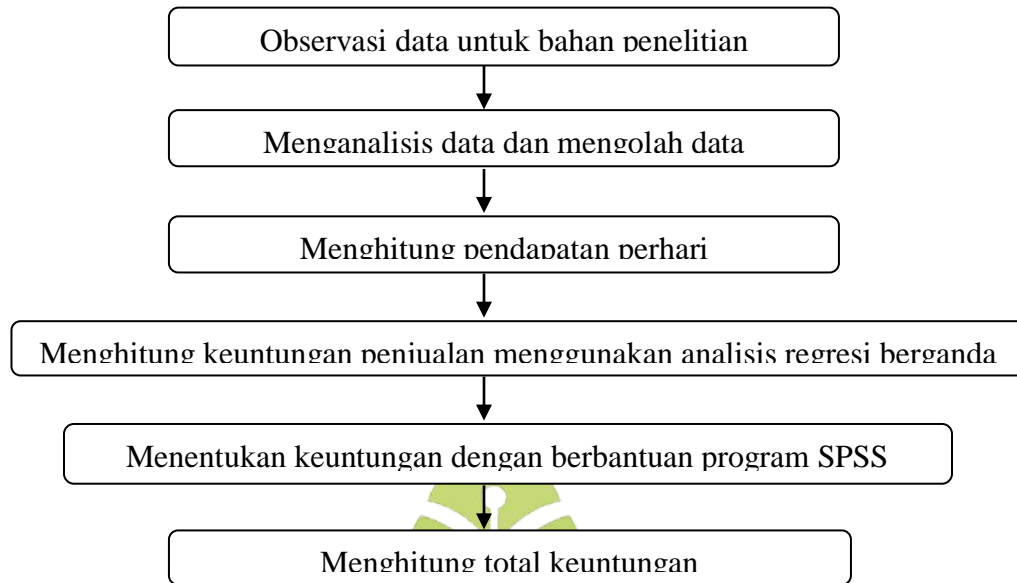 Observasi data untuk bahan penelitian
Menganalisis data dan mengolah data
Menghitung pendapatan perhari
Menghitung keuntungan penjualan menggunakan analisis regresi berganda
Menentukan keuntungan dengan berbantuan program SPSS
Menghitung total keuntungan